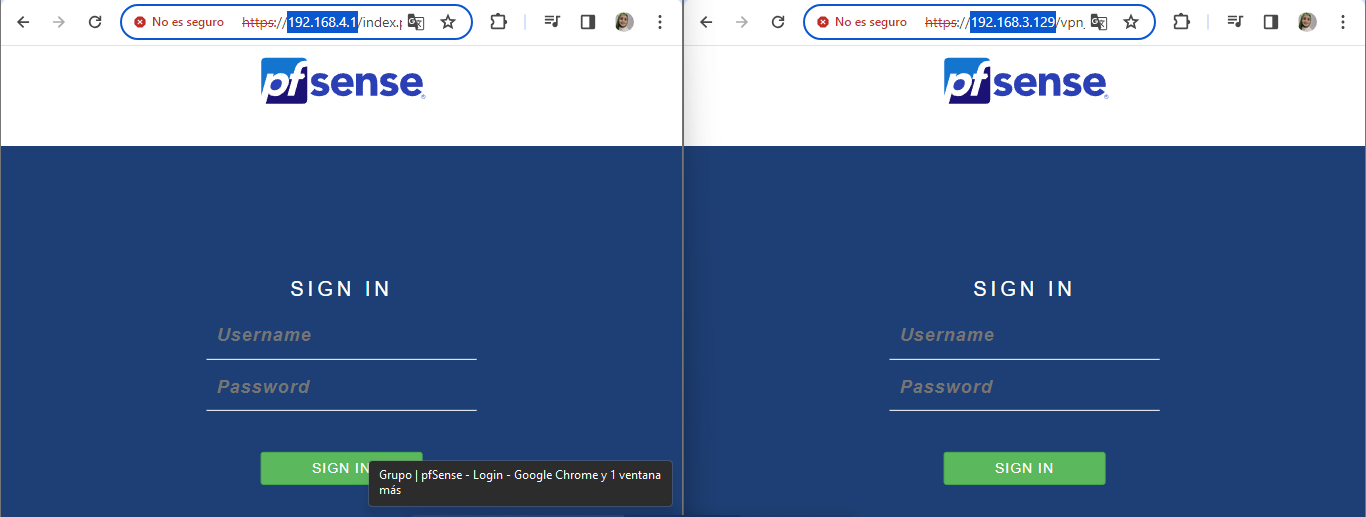 No es seguro https://192.168.4.1/index.p
pfsense
SIGN IN
Username
Password
SIGN IN
Grupo | pfSense - Login - Google Chrome y 1 ventana
más
No es seguro https://192.168.3.129/vpn_
pfsense
SIGN IN
Username
Password
SIGN IN